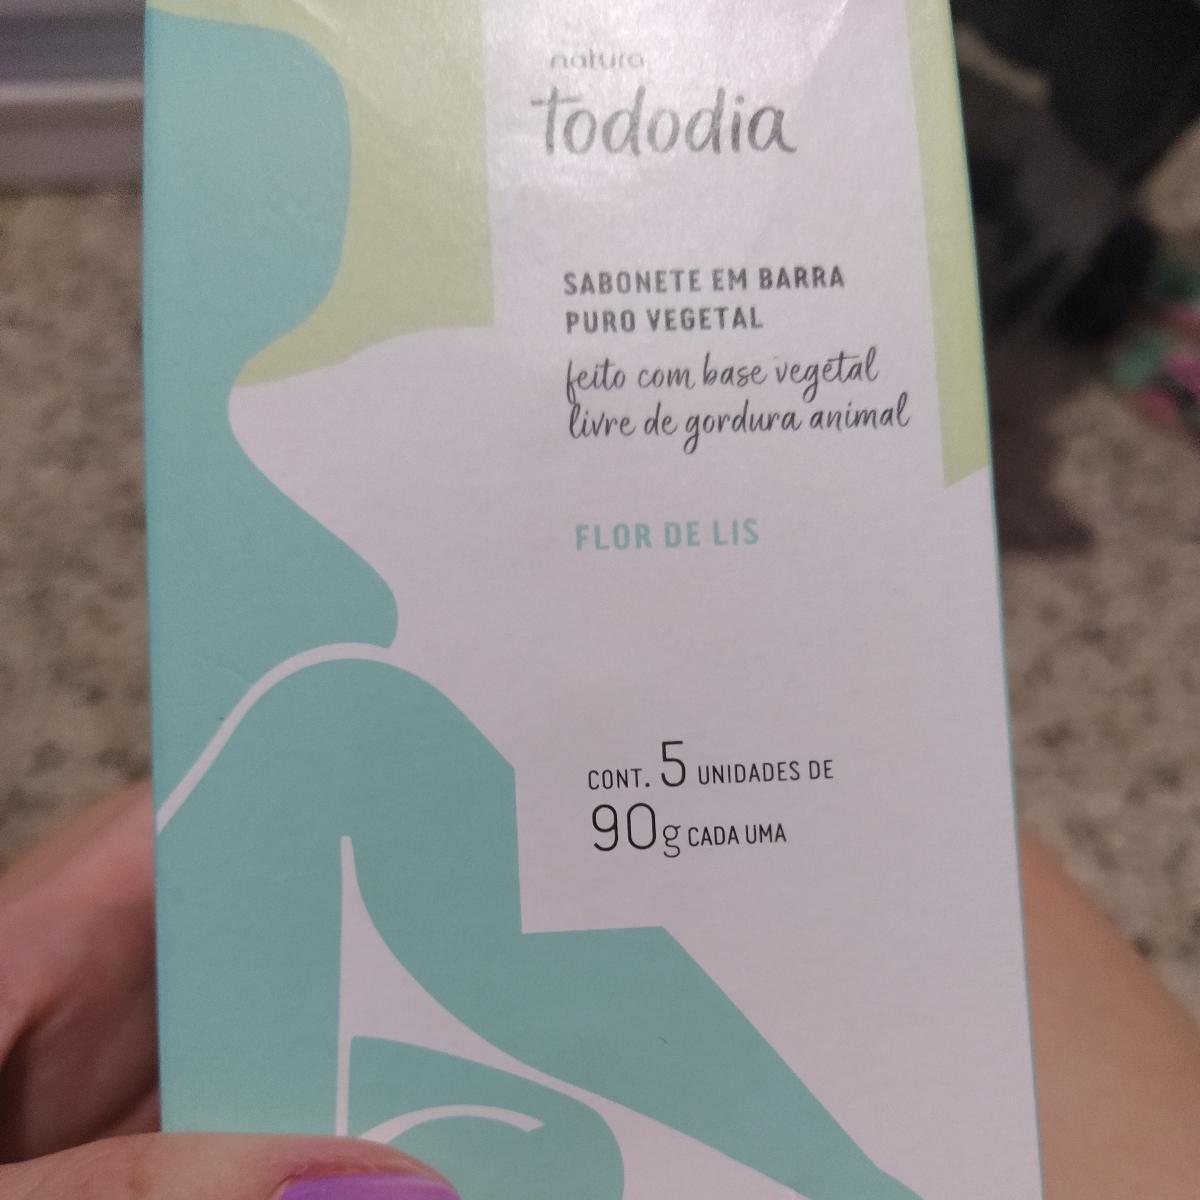 natura
tododia
SABONETE EM BARRA
PURO VEGETAL
feito com base vegetal
livre de gordura animal
FLOR DE LIS
CONT. 5 UNIDADES DE
90g CADA UMA